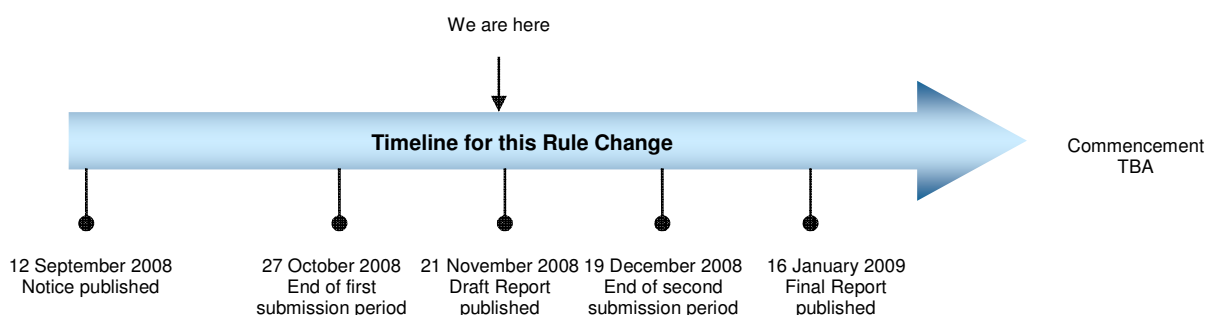 We are here
Timeline for this Rule Change
Commencement
TBA
12 September 2008
Notice published
27 October 2008
End of first
submission period
21 November 2008
Draft Report
published
19 December 2008
End of second
submission period
16 January 2009
Final Report
published